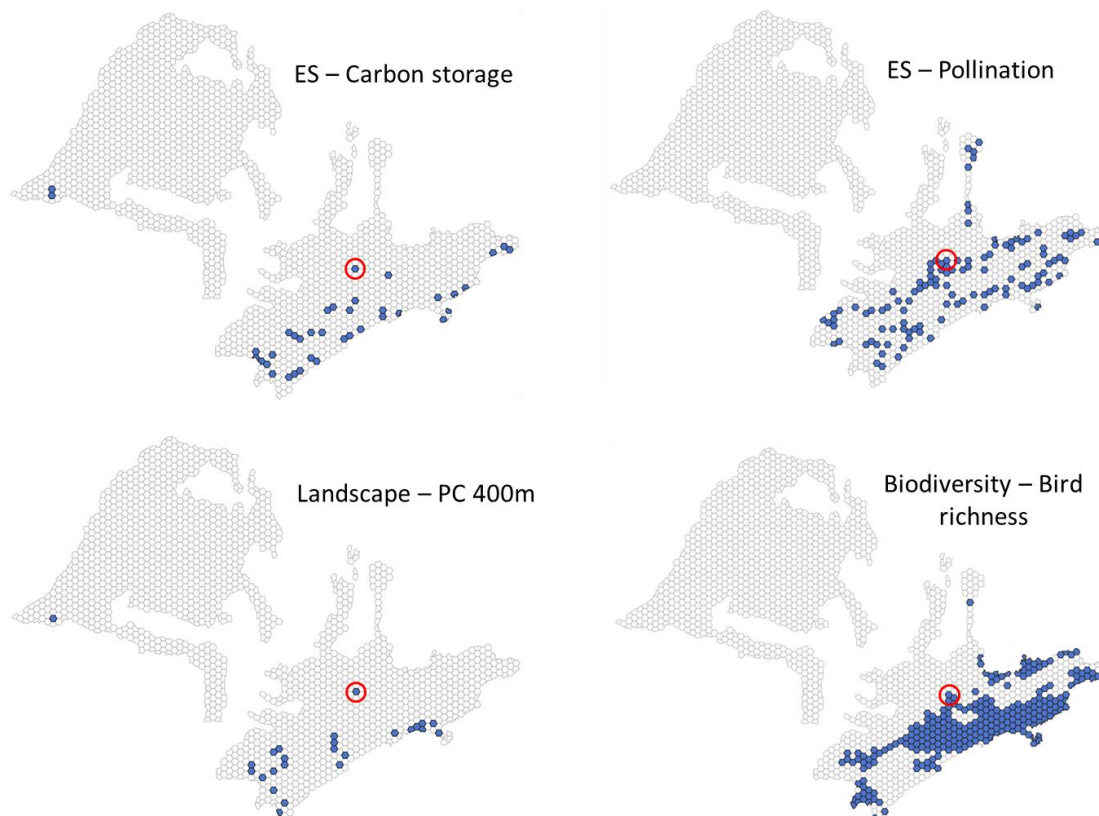 ES – Carbon storage
ES – Pollination
Landscape – PC 400m
Biodiversity – Bird
richness